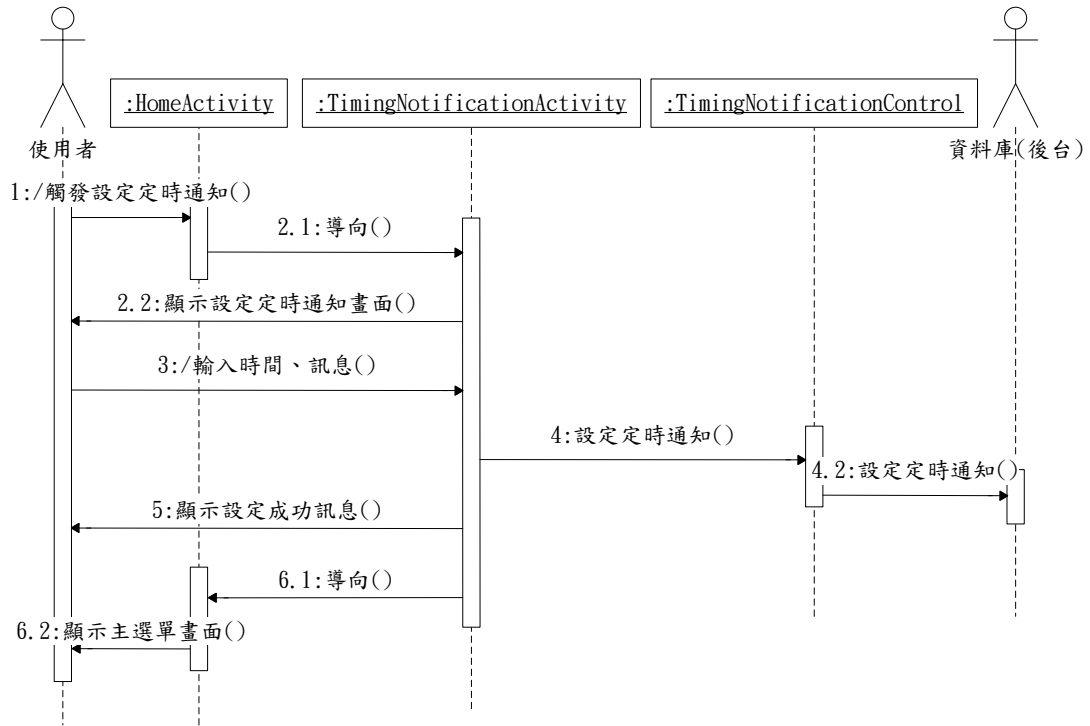 :HomeActivity
:TimingNotificationActivity
:TimingNotificationControl
使用者
資料庫(後台)
1:/觸發設定定時通知()
2.1:導向()
2.2:顯示設定定時通知畫面()
3:/輸入時間、訊息()
4:設定定時通知()
4.2:設定定時通知()
5:顯示設定成功訊息()
6.1:導向()
6.2:顯示主選單畫面()